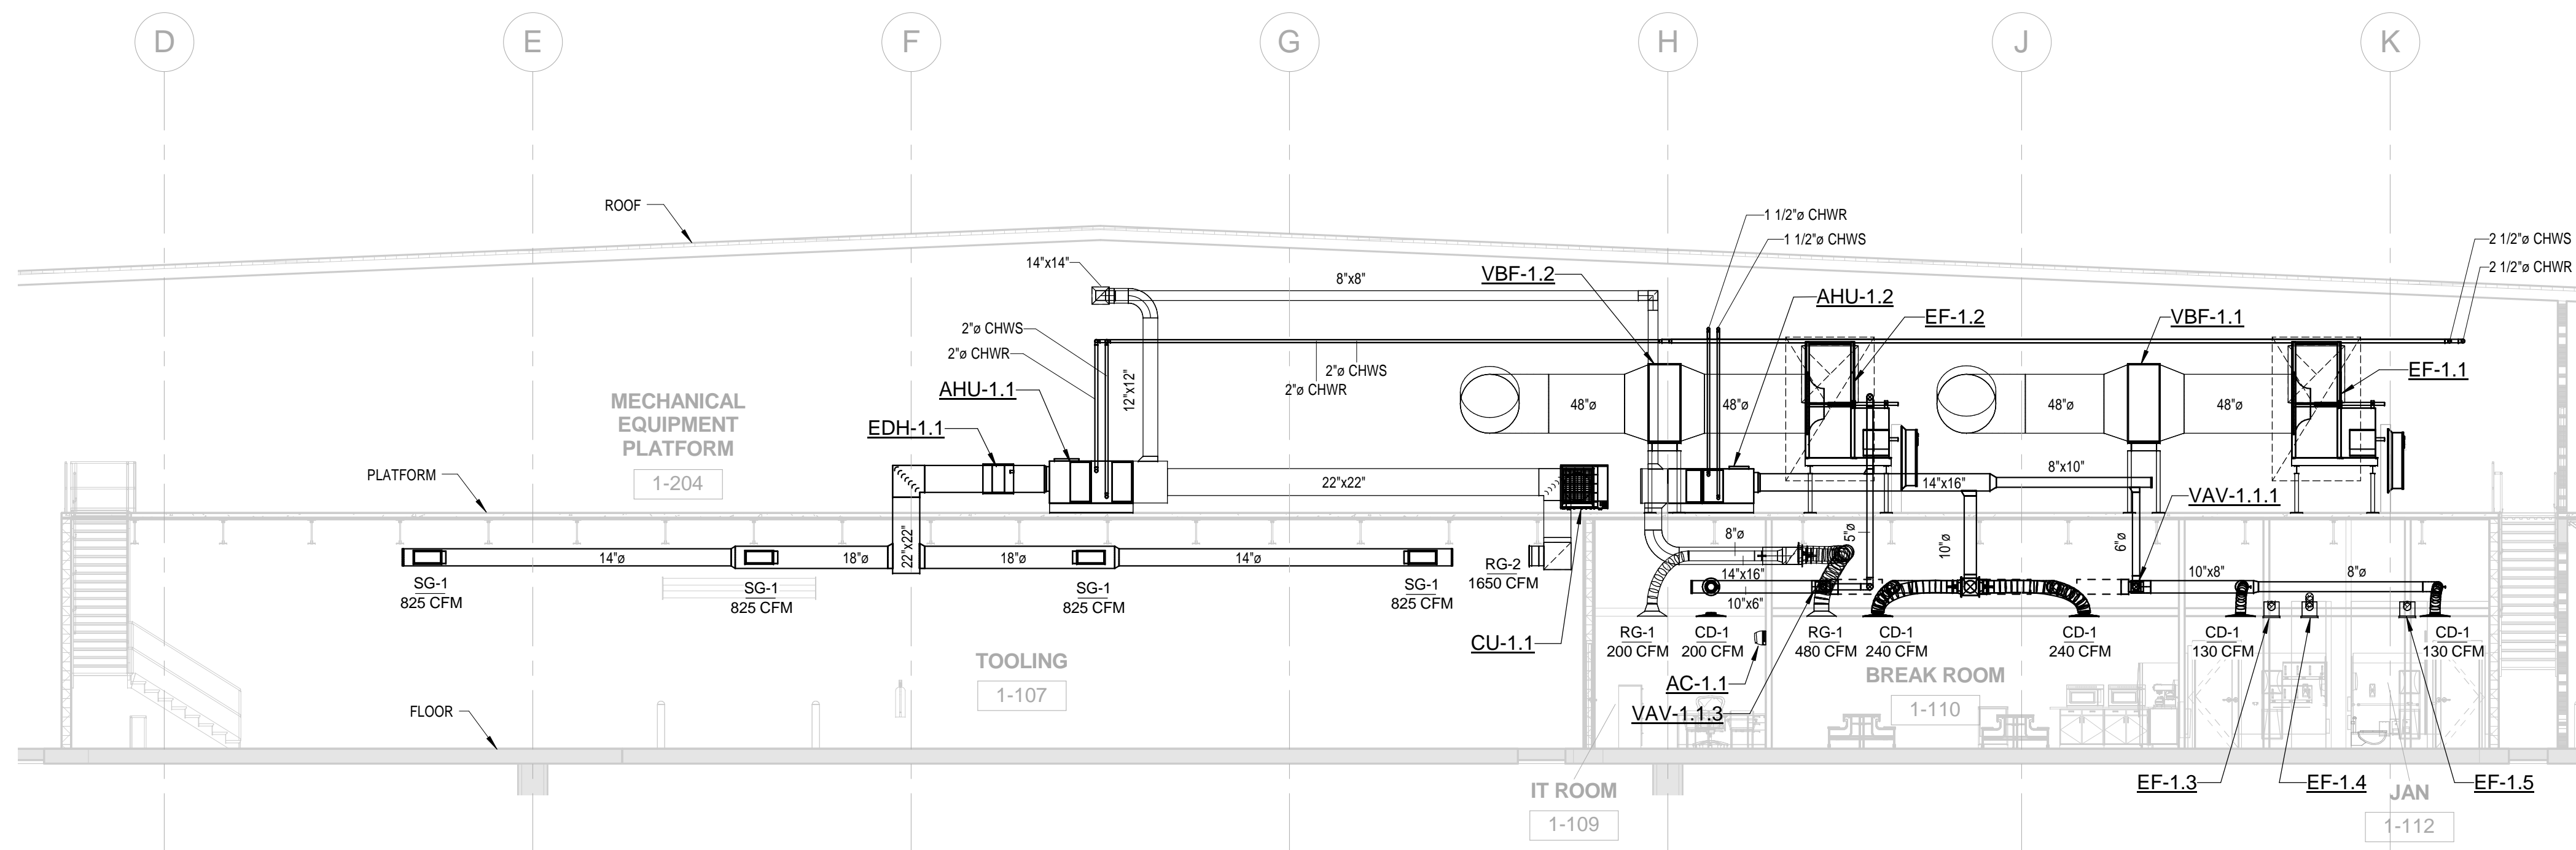 D
E
F
G
H
J
K
ROOF
1 1/2"ø CHWR
1 1/2"ø CHWS
2 1/2"ø CHWS
2 1/2"ø CHWR
14"x14"
8"x8"
VBF-1.2
AHU-1.2
EF-1.2
VBF-1.1
EF-1.1
2"ø CHWS
2"ø CHWR
2"ø CHWS
2"ø CHWR
12"x12"
AHU-1.1
EDH-1.1
48"ø
48"ø
48"ø
48"ø
MECHANICAL
EQUIPMENT
PLATFORM
1-204
PLATFORM
22"x22"
14"x16"
8"x10"
VAV-1.1.1
14"ø
18"ø
22"x22"
18"ø
14"ø
8"ø
5"ø
10"ø
6"ø
14"x16"
10"x6"
10"x8"
8"ø
SG-1
825 CFM
SG-1
825 CFM
SG-1
825 CFM
SG-1
825 CFM
RG-2
1650 CFM
CU-1.1
RG-1
200 CFM
CD-1
200 CFM
RG-1
480 CFM
CD-1
240 CFM
CD-1
240 CFM
CD-1
130 CFM
CD-1
130 CFM
TOOLING
1-107
AC-1.1
VAV-1.1.3
BREAK ROOM
1-110
FLOOR
IT ROOM
1-109
EF-1.3
EF-1.4
EF-1.5
JAN
1-112